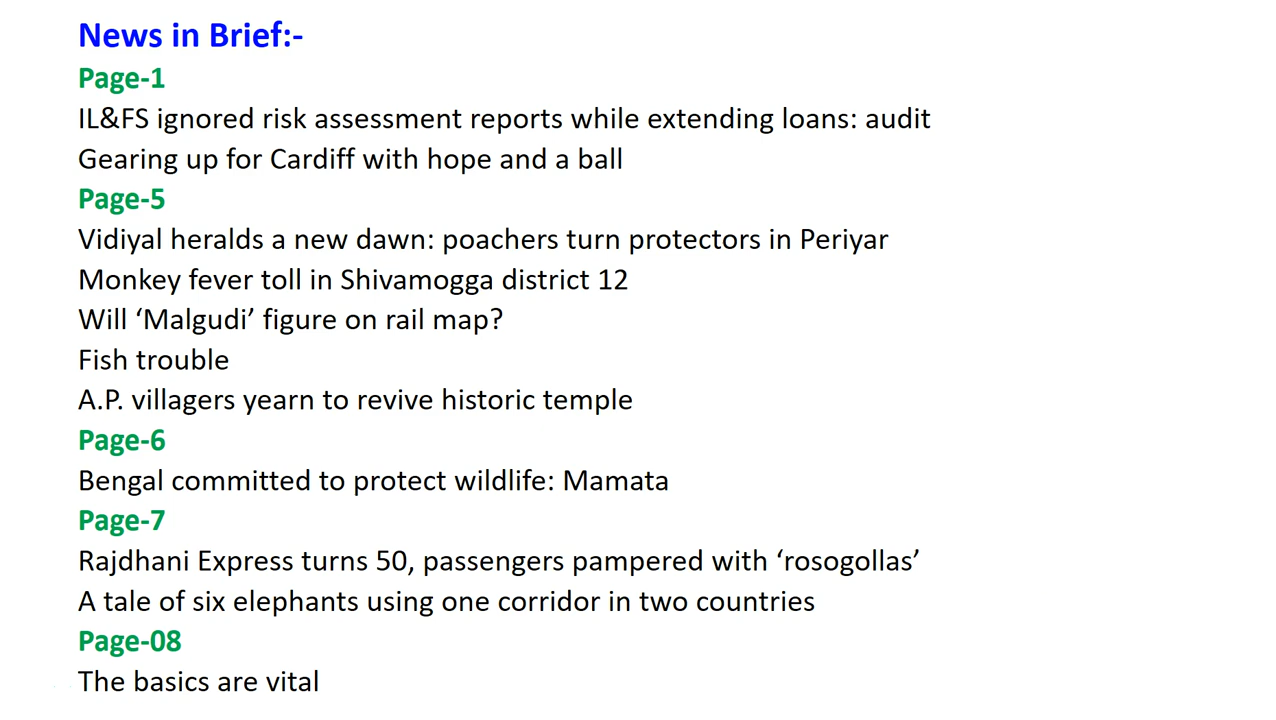 News in Brief:-
Page-1
IL&FS ignored risk assessment reports while extending loans: audit
Gearing up for Cardiff with hope and a ball
Page-5
Vidiyal heralds a new dawn: poachers turn protectors in Periyar
Monkey fever toll in Shivamogga district 12
Will ‘Malgudi’ figure on rail map?
Fish trouble
A.P. villagers yearn to revive historic temple
Page-6
Bengal committed to protect wildlife: Mamata
Page-7
Rajdhani Express turns 50, passengers pampered with ‘rosogollas’
A tale of six elephants using one corridor in two countries
Page-08
The basics are vital